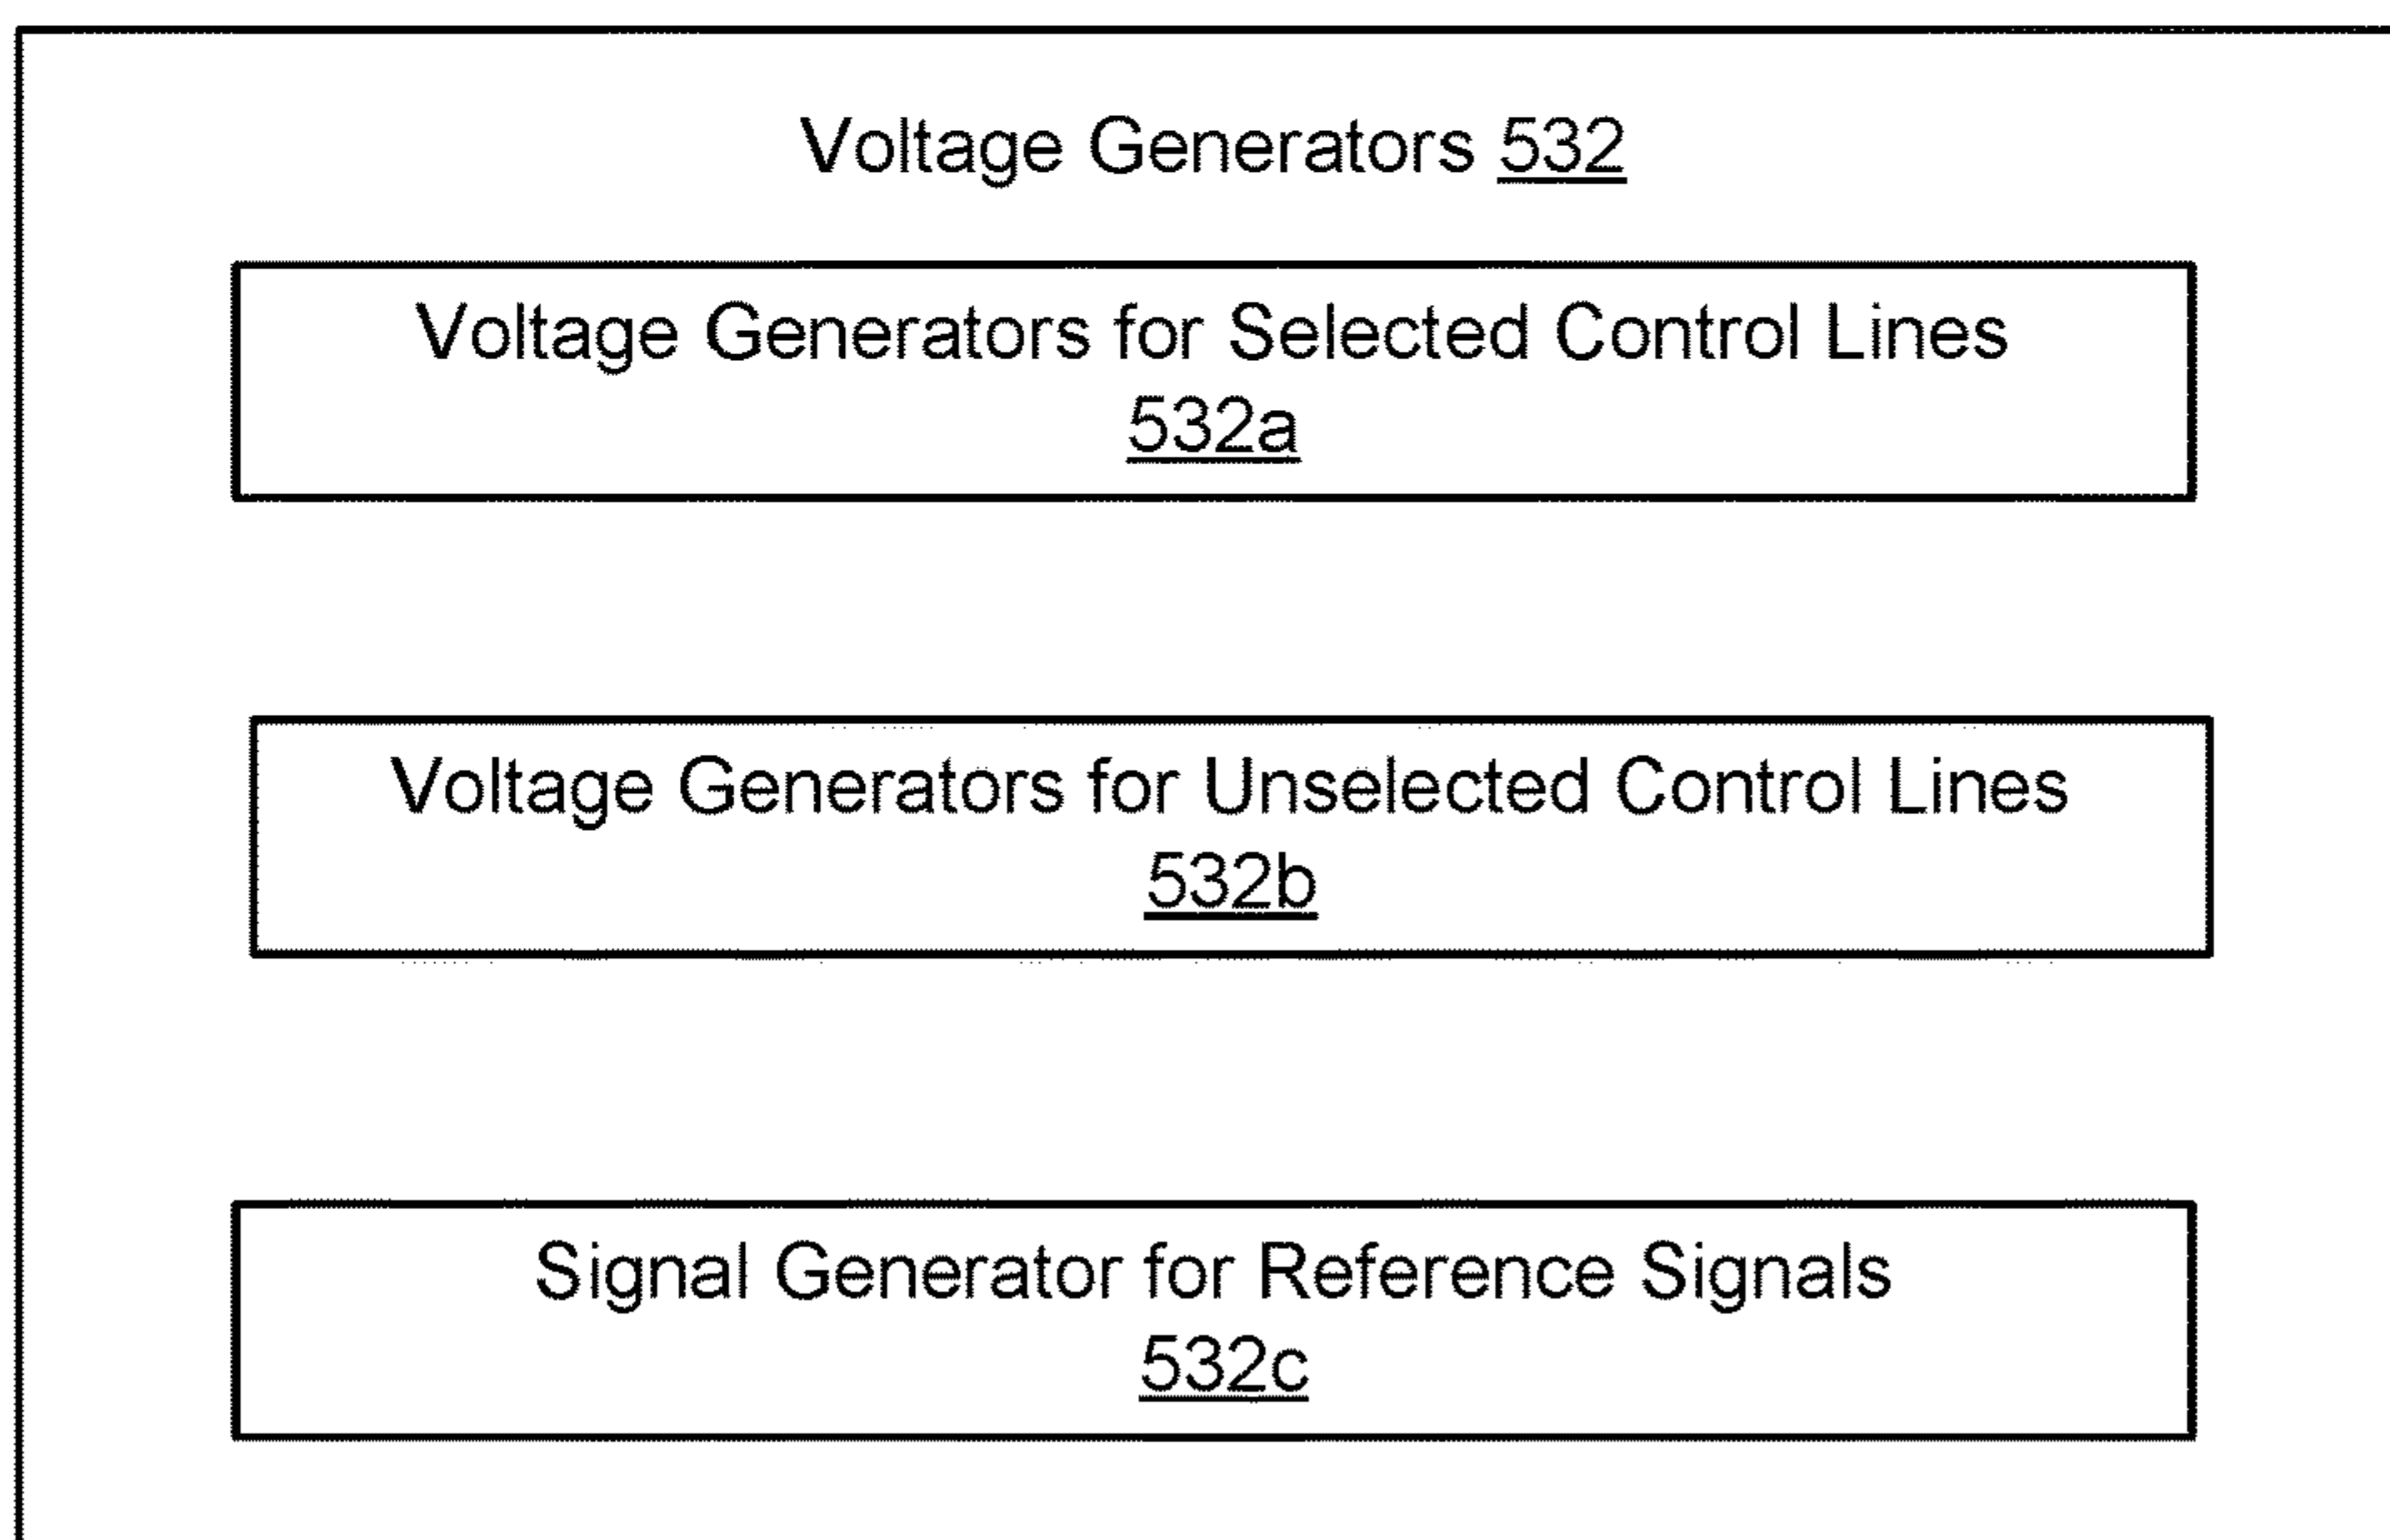 Voltage Generators 532
Voltage Generators for Selected Control Lines
532a
Voltage Generators for Unselected Control Lines
532b
Signal Generator for Reference Signals
532c